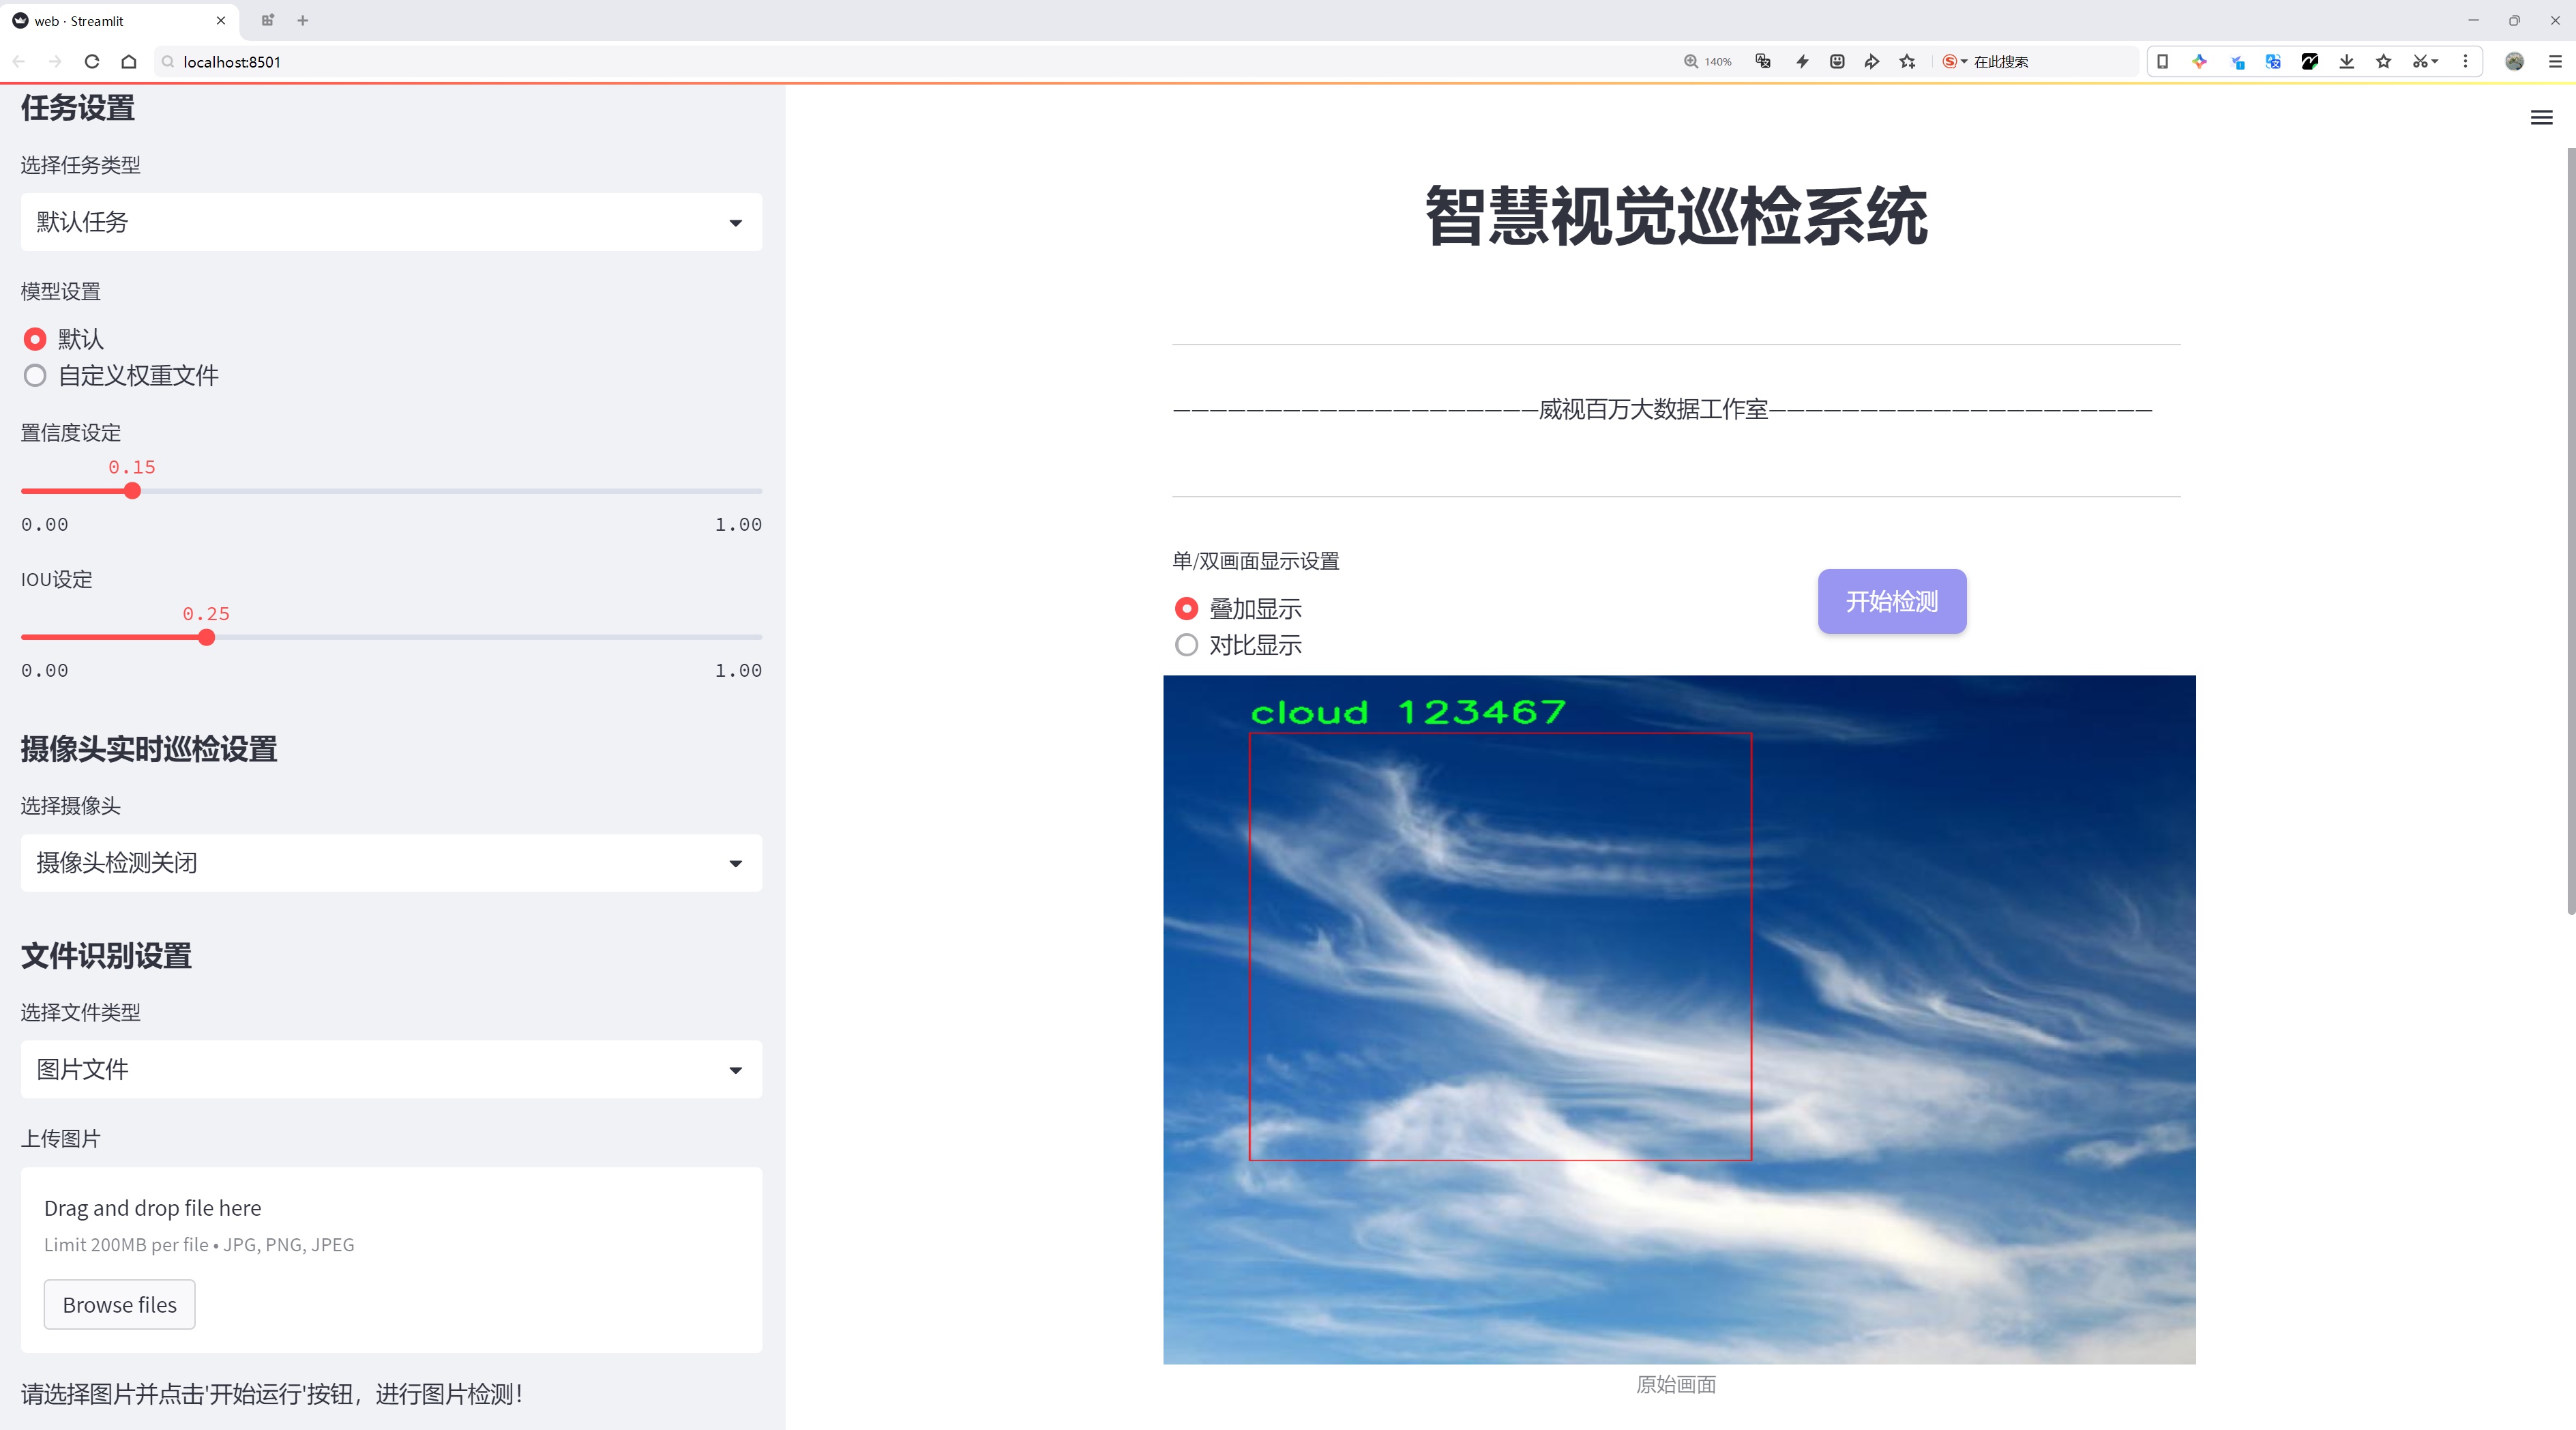 web · Streamlit
localhost:8501
140%
在此搜索
任务设置
选择任务类型
默认任务
模型设置
默认
自定义权重文件
置信度设定
0.15
0.00
1.00
IOU设定
0.25
0.00
1.00
摄像头实时巡检设置
选择摄像头
摄像头检测关闭
文件识别设置
选择文件类型
图片文件
上传图片
Drag and drop file here
Limit 200MB per file • JPG, PNG, JPEG
Browse files
请选择图片并点击'开始运行'按钮，进行图片检测！
智慧视觉巡检系统
————————————————————威视百万大数据工作室—————————————————————
单/双画面显示设置
叠加显示
对比显示
开始检测
cloud 123467
原始画面